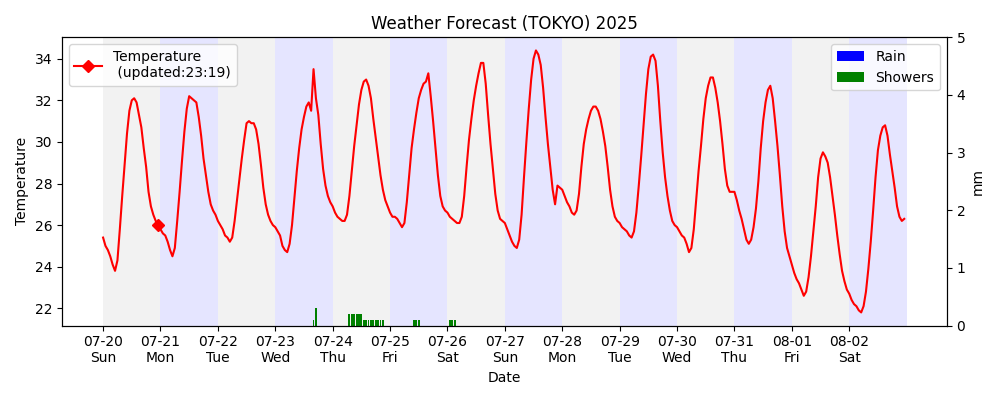 Weather Forecast (TOKYO) 2025
Temperature
(updated:23:19)
Rain
Showers
Temperature
34
32
30
28
26
24
22
5
4
3
2
1
0
mm
07-20 07-21 07-22 07-23 07-24 07-25 07-26 07-27 07-28 07-29 07-30 07-31 08-01 08-02
Sun Mon Tue Wed Thu Fri Sat Sun Mon Tue Wed Thu Fri Sat
Date